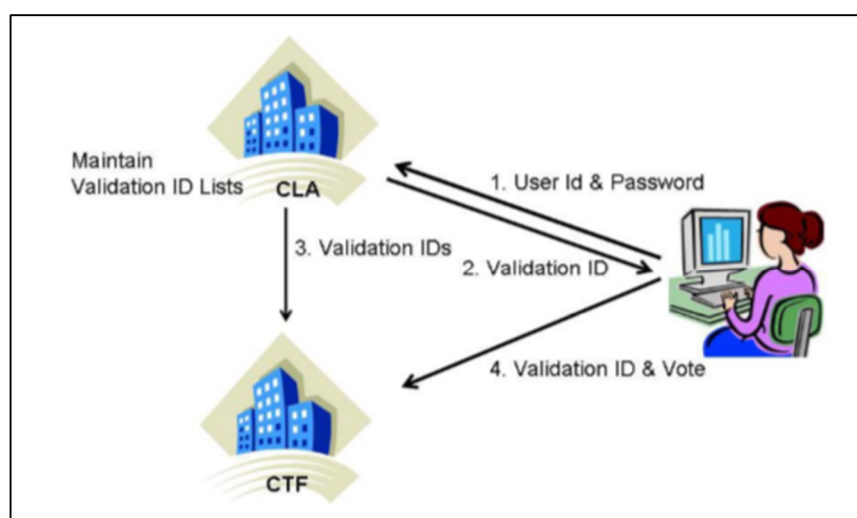 Maintain
Validation ID Lists
CLA
1. User Id & Password
3. Validation IDs
2. Validation ID
4. Validation ID & Vote
CTF